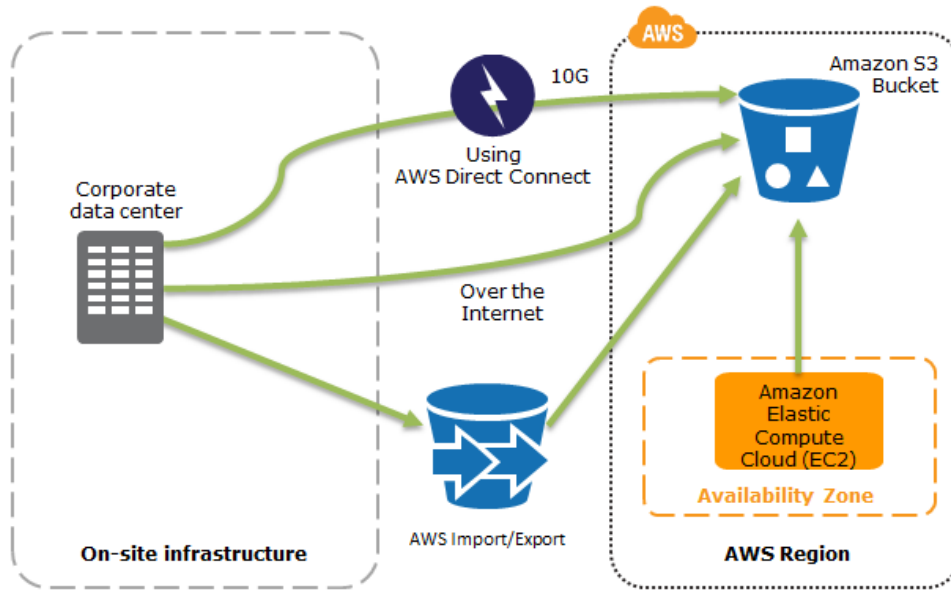 AWS
Amazon S3
Bucket
10G
Using
AWS Direct Connect
Corporate
data center
Over the
Internet
Amazon
Elastic
Compute
Cloud (EC2)
Availability Zone
AWS Import/Export
On-site infrastructure
AWS Region